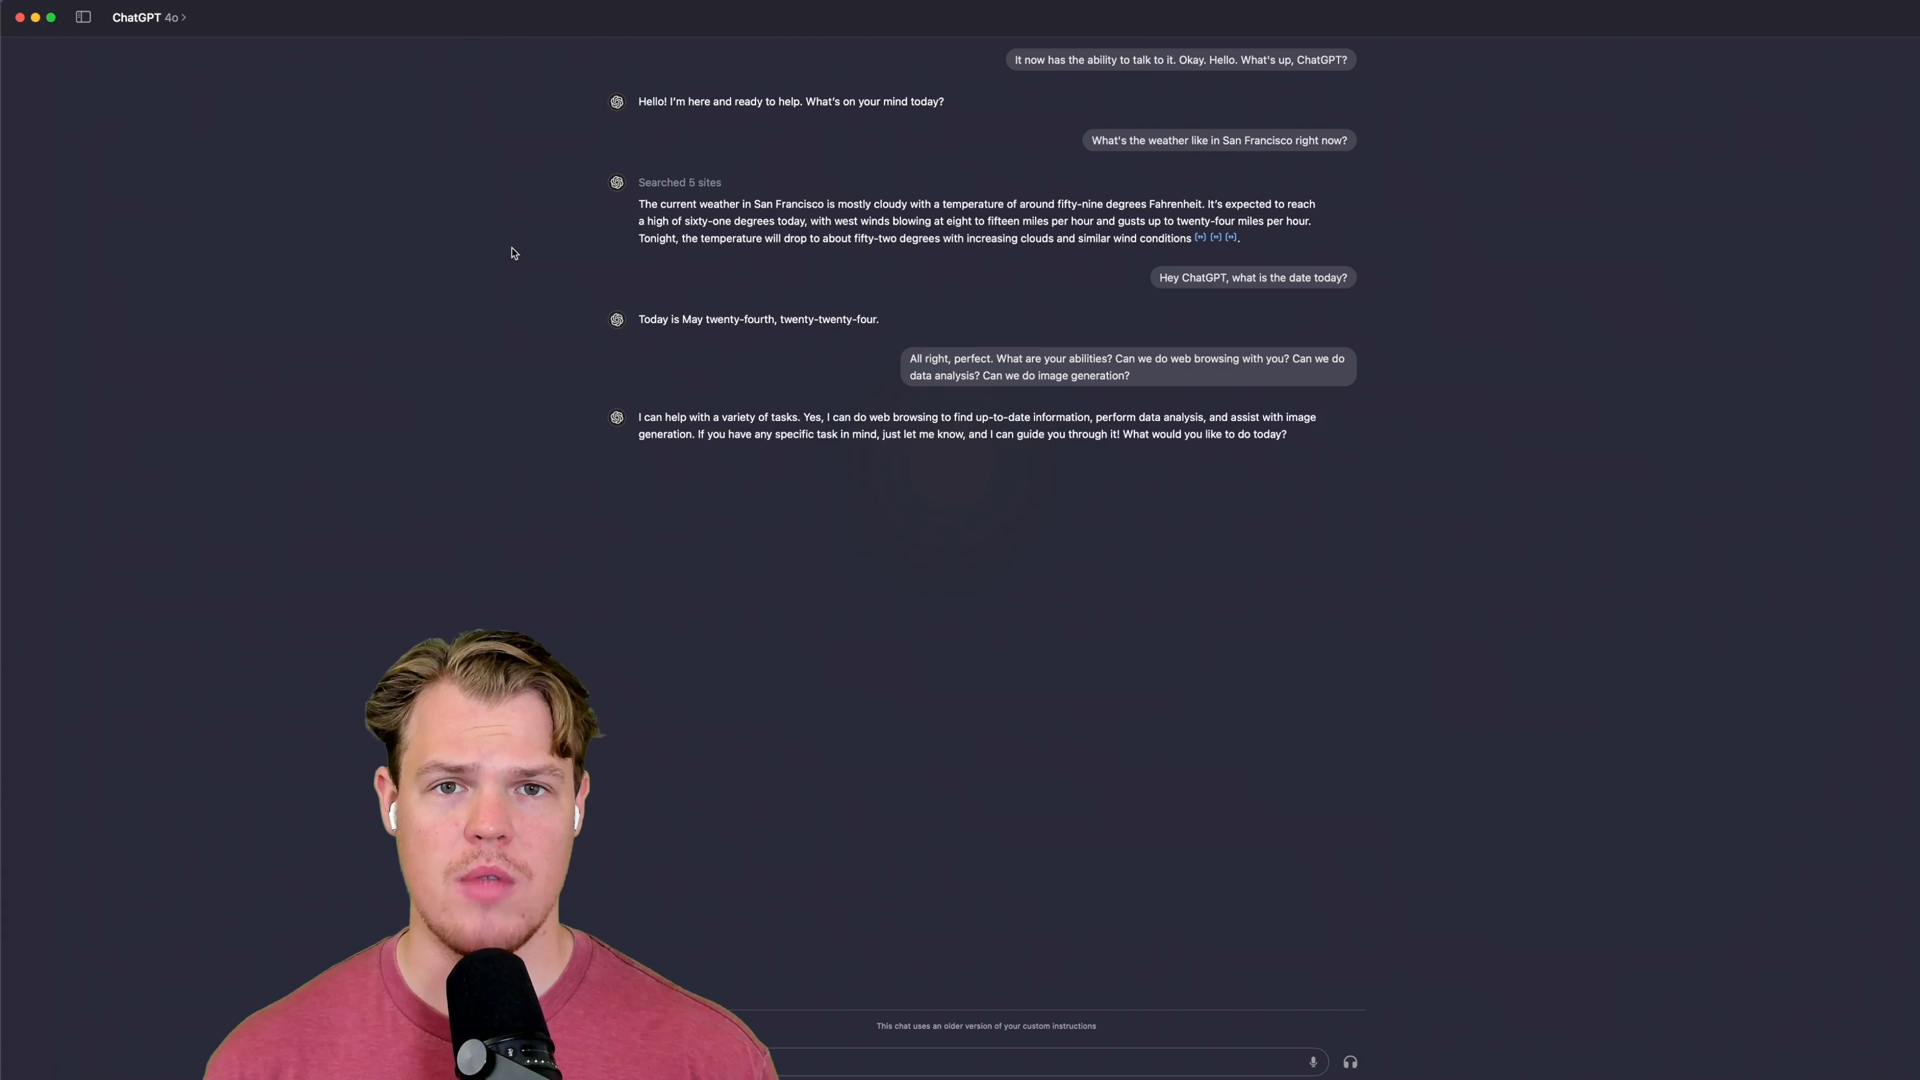 ChatGPT 4o >
It now has the ability to talk to it. Okay. Hello. What's up, ChatGPT?
Hello! I'm here and ready to help. What's on your mind today?
What's the weather like in San Francisco right now?
Searched 5 sites
The current weather in San Francisco is mostly cloudy with a temperature of around fifty-nine degrees Fahrenheit. It's expected to reach
a high of sixty-one degrees today, with west winds blowing at eight to fifteen miles per hour and gusts up to twenty-four miles per hour.
Tonight, the temperature will drop to about fifty-two degrees with increasing clouds and similar wind conditions ["] ["] ["].
Hey ChatGPT, what is the date today?
Today is May twenty-fourth, twenty-twenty-four.
All right, perfect. What are your abilities? Can we do web browsing with you? Can we do
data analysis? Can we do image generation?
I can help with a variety of tasks. Yes, I can do web browsing to find up-to-date information, perform data analysis, and assist with image
generation. If you have any specific task in mind, just let me know, and I can guide you through it! What would you like to do today?
This chat uses an older version of your custom instructions